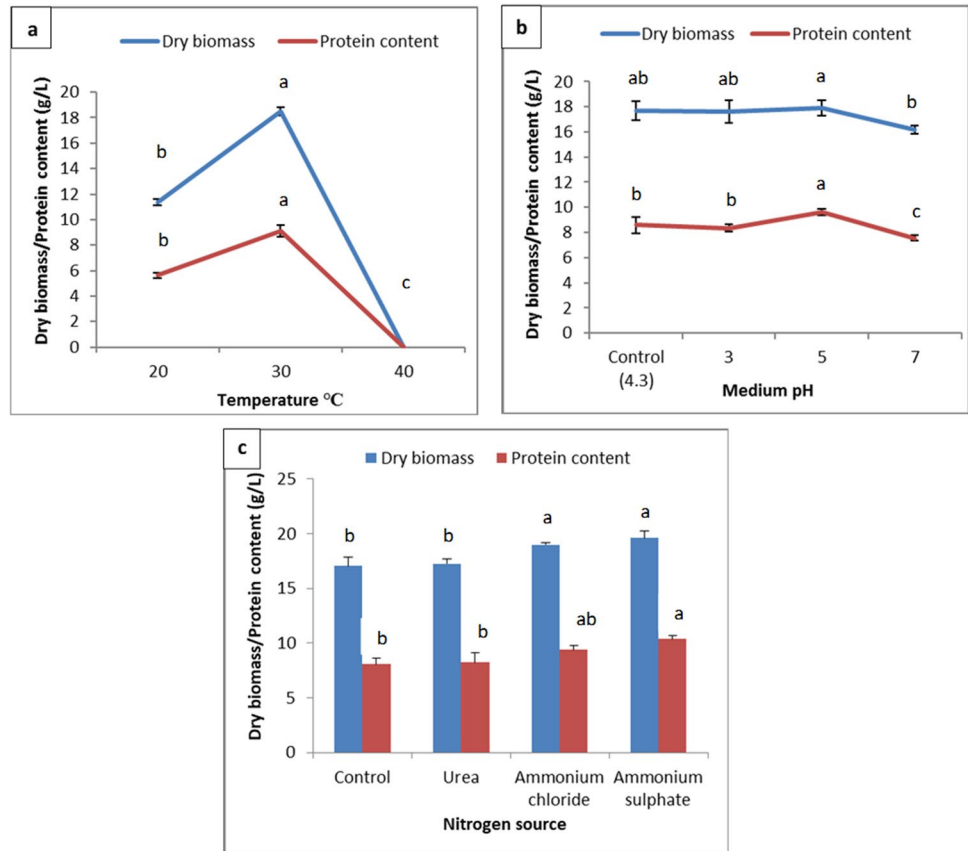 a
Dry biomass Protein content
Dry biomass/Protein content (g/L)
20
18
16
14
12
10
8
6
4
2
0
b
b
a
a
c
20 30 40
Temperature °C
b
Dry biomass Protein content
Dry biomass/Protein content (g/L)
20
18
16
14
12
10
8
6
4
2
0
ab ab a b
b b a c
Control (4.3) 3 5 7
Medium pH
c
Dry biomass Protein content
Dry biomass/Protein content (g/L)
25
20
15
10
5
0
b b a a
b b ab a
Control Urea Ammonium chloride Ammonium sulphate
Nitrogen source